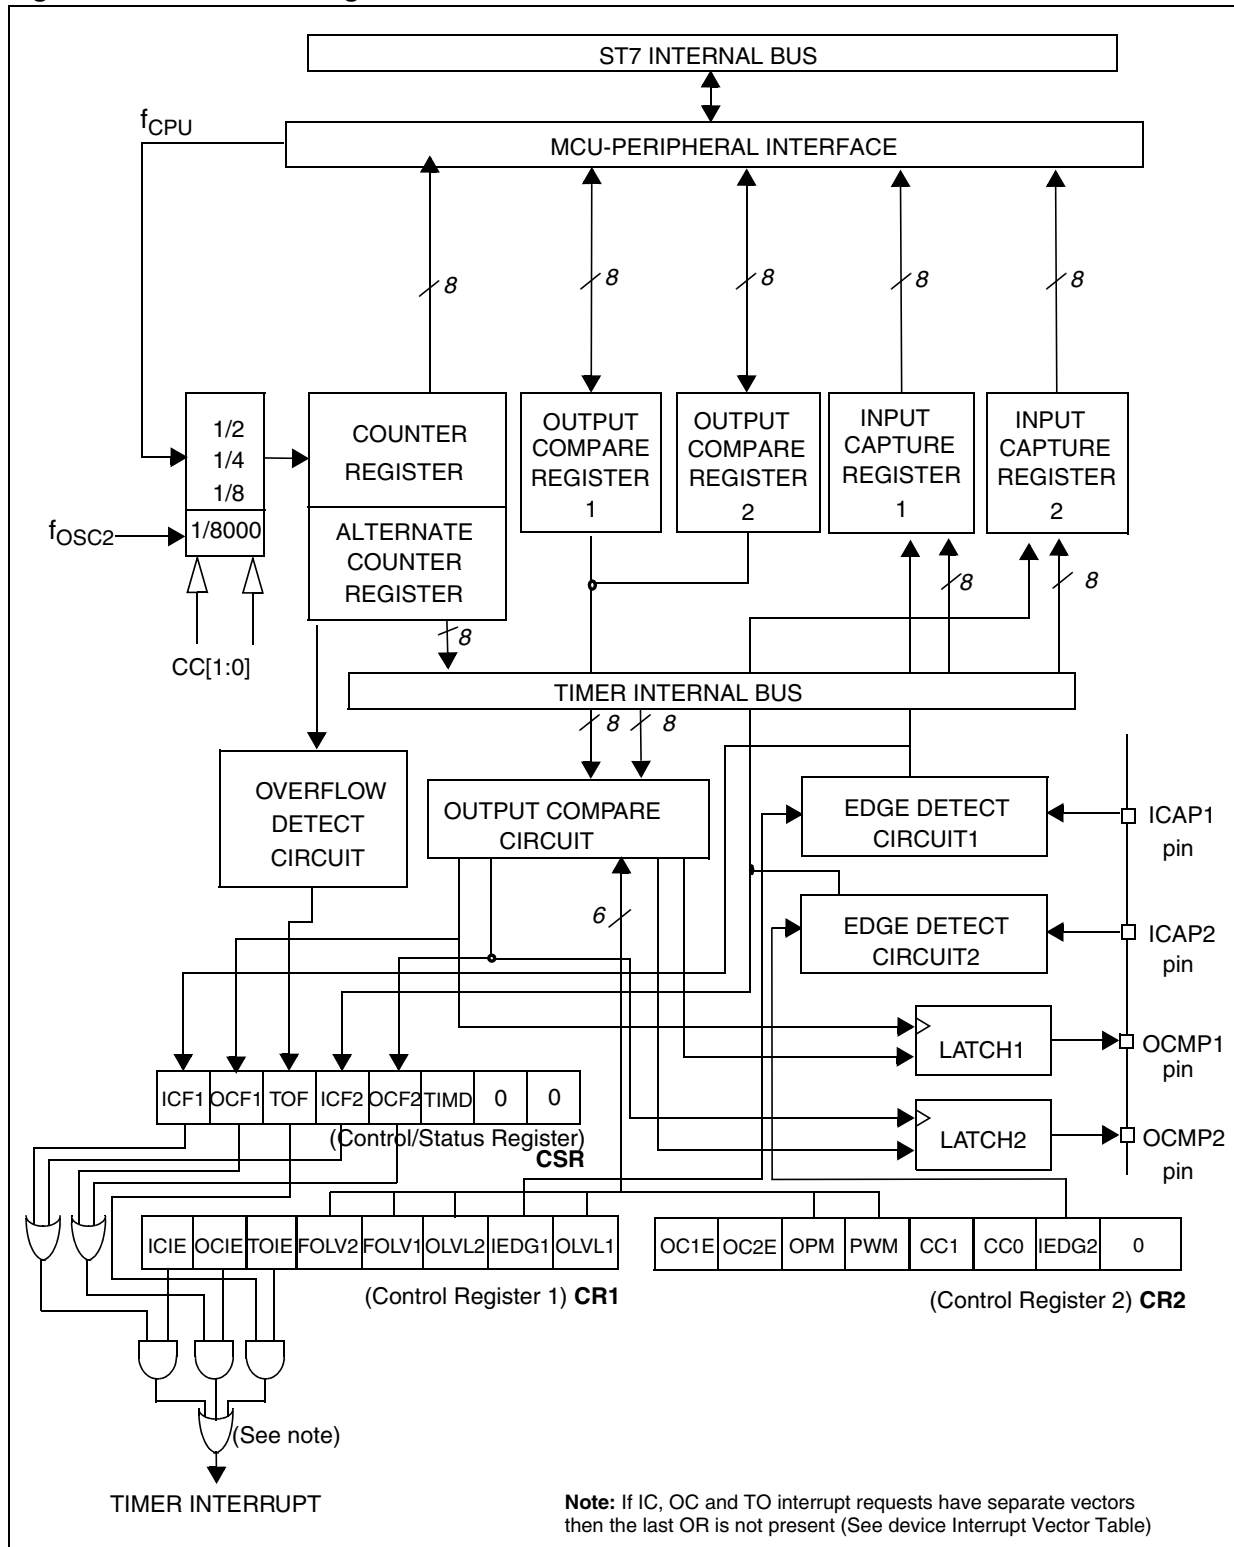 ST7 INTERNAL BUS
fCPU
MCU-PERIPHERAL INTERFACE
8
8
8
8
8
1/2
1/4
1/8
1/8000
fOSC2
CC[1:0]
COUNTER
REGISTER
ALTERNATE
COUNTER
REGISTER
OUTPUT
COMPARE
REGISTER
1
OUTPUT
COMPARE
REGISTER
2
INPUT
CAPTURE
REGISTER
1
INPUT
CAPTURE
REGISTER
2
8
8
8
TIMER INTERNAL BUS
8
8
OVERFLOW
DETECT
CIRCUIT
OUTPUT COMPARE
CIRCUIT
EDGE DETECT
CIRCUIT1
ICAP1
pin
6
EDGE DETECT
CIRCUIT2
ICAP2
pin
LATCH1
OCMP1
pin
LATCH2
OCMP2
pin
ICF1 OCF1 TOF ICF2 OCF2 TIMD 0 0
(Control/Status Register)
CSR
ICIE OCIE TOIE FOLV2 FOLV1 OLVL2 IEDG1 OLVL1
(Control Register 1) CR1
OC1E OC2E OPM PWM CC1 CC0 IEDG2 0
(Control Register 2) CR2
(See note)
TIMER INTERRUPT
Note: If IC, OC and TO interrupt requests have separate vectors
then the last OR is not present (See device Interrupt Vector Table)